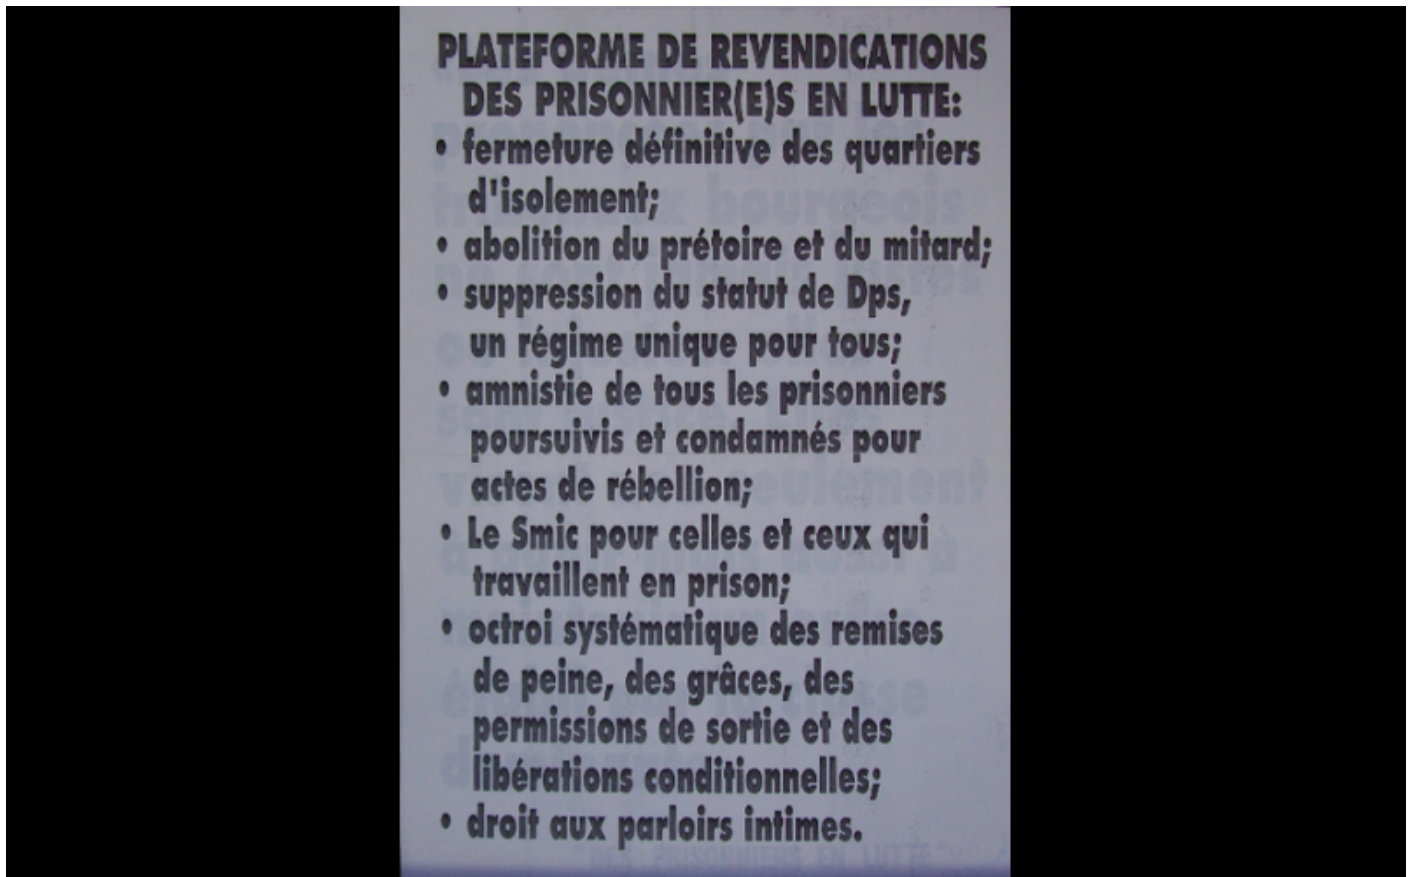 PLATEFORME DE REVENDICATIONS
DES PRISONNIER(E)S EN LUTTE:
• fermeture définitive des quartiers
d'isolement;
• abolition du prétoire et du mitard;
• suppression du statut de Dps,
un régime unique pour tous;
• amnistie de tous les prisonniers
poursuivis et condamnés pour
actes de rébellion;
• Le Smic pour celles et ceux qui
travaillent en prison;
• octroi systématique des remises
de peine, des grâces, des
permissions de sortie et des
libérations conditionnelles;
• droit aux parloirs intimes.